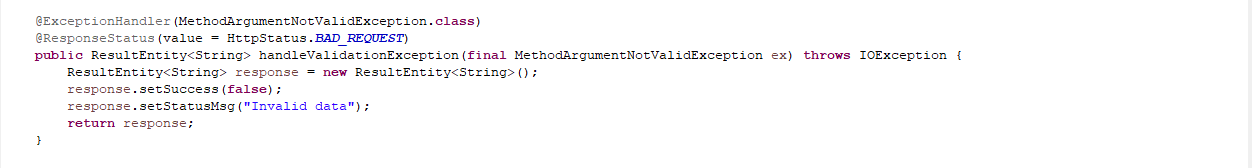 @ExceptionHandler(MethodArgumentNotValidException.class)
@ResponseStatus(value = HttpStatus.BAD_REQUEST)
public ResultEntity<String> handleValidationException(final MethodArgumentNotValidException ex) throws IOException {
    ResultEntity<String> response = new ResultEntity<String>();
    response.setSuccess(false);
    response.setStatusMsg("Invalid data");
    return response;
}